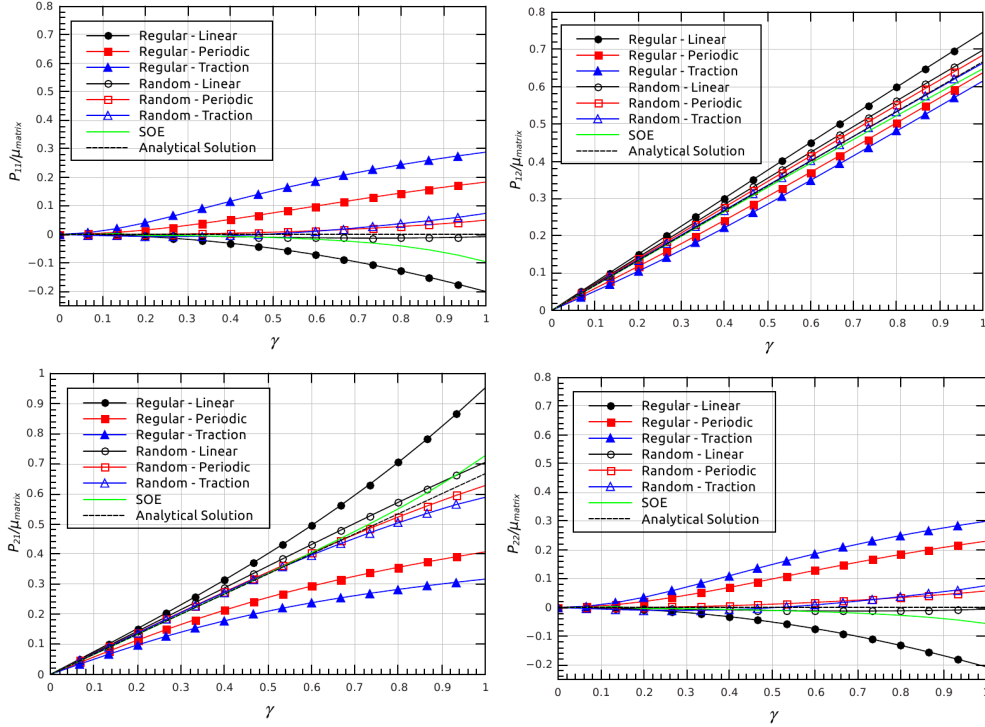 P11/μmatrix
0.8
0.7
0.6
0.5
0.4
0.3
0.2
0.1
0
−0.1
−0.2
Regular - Linear
Regular - Periodic
Regular - Traction
Random - Linear
Random - Periodic
Random - Traction
SOE
Analytical Solution
0 0.1 0.2 0.3 0.4 0.5 0.6 0.7 0.8 0.9 1
γ
P12/μmatrix
0.8
0.7
0.6
0.5
0.4
0.3
0.2
0.1
0
Regular - Linear
Regular - Periodic
Regular - Traction
Random - Linear
Random - Periodic
Random - Traction
SOE
Analytical Solution
0.1 0.2 0.3 0.4 0.5 0.6 0.7 0.8 0.9 1
γ
P21/μmatrix
1
0.9
0.8
0.7
0.6
0.5
0.4
0.3
0.2
0.1
0
Regular - Linear
Regular - Periodic
Regular - Traction
Random - Linear
Random - Periodic
Random - Traction
SOE
Analytical Solution
0 0.1 0.2 0.3 0.4 0.5 0.6 0.7 0.8 0.9 1
γ
P22/μmatrix
0.8
0.7
0.6
0.5
0.4
0.3
0.2
0.1
0
−0.1
−0.2
Regular - Linear
Regular - Periodic
Regular - Traction
Random - Linear
Random - Periodic
Random - Traction
SOE
Analytical Solution
0 0.1 0.2 0.3 0.4 0.5 0.6 0.7 0.8 0.9 1
γ